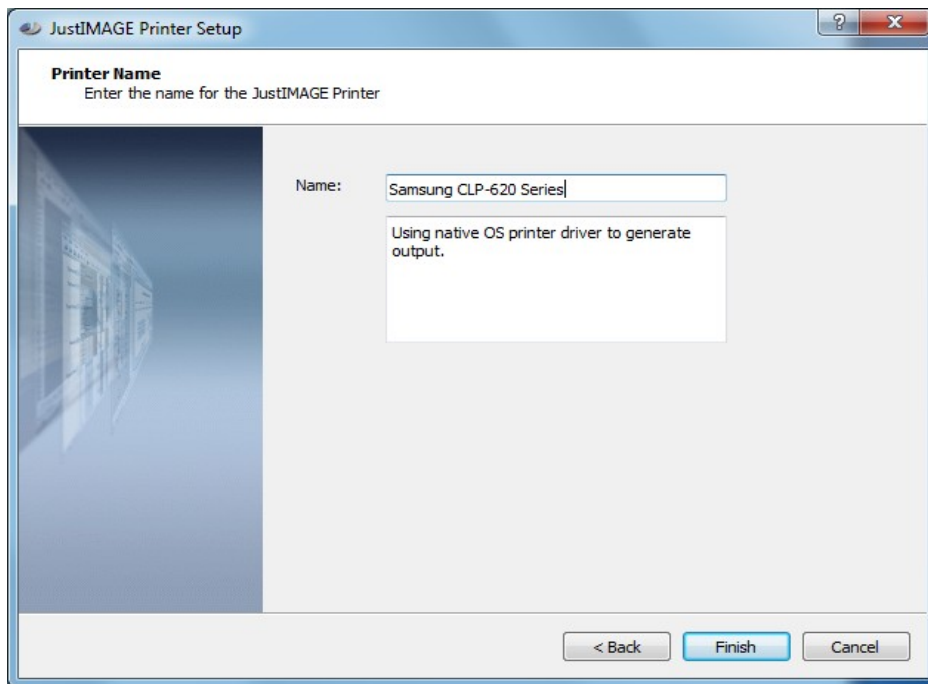 JustIMAGE Printer Setup
Printer Name
Enter the name for the JustIMAGE Printer
Name:
Samsung CLP-620 Series
Using native OS printer driver to generate
output.
< Back
Finish
Cancel